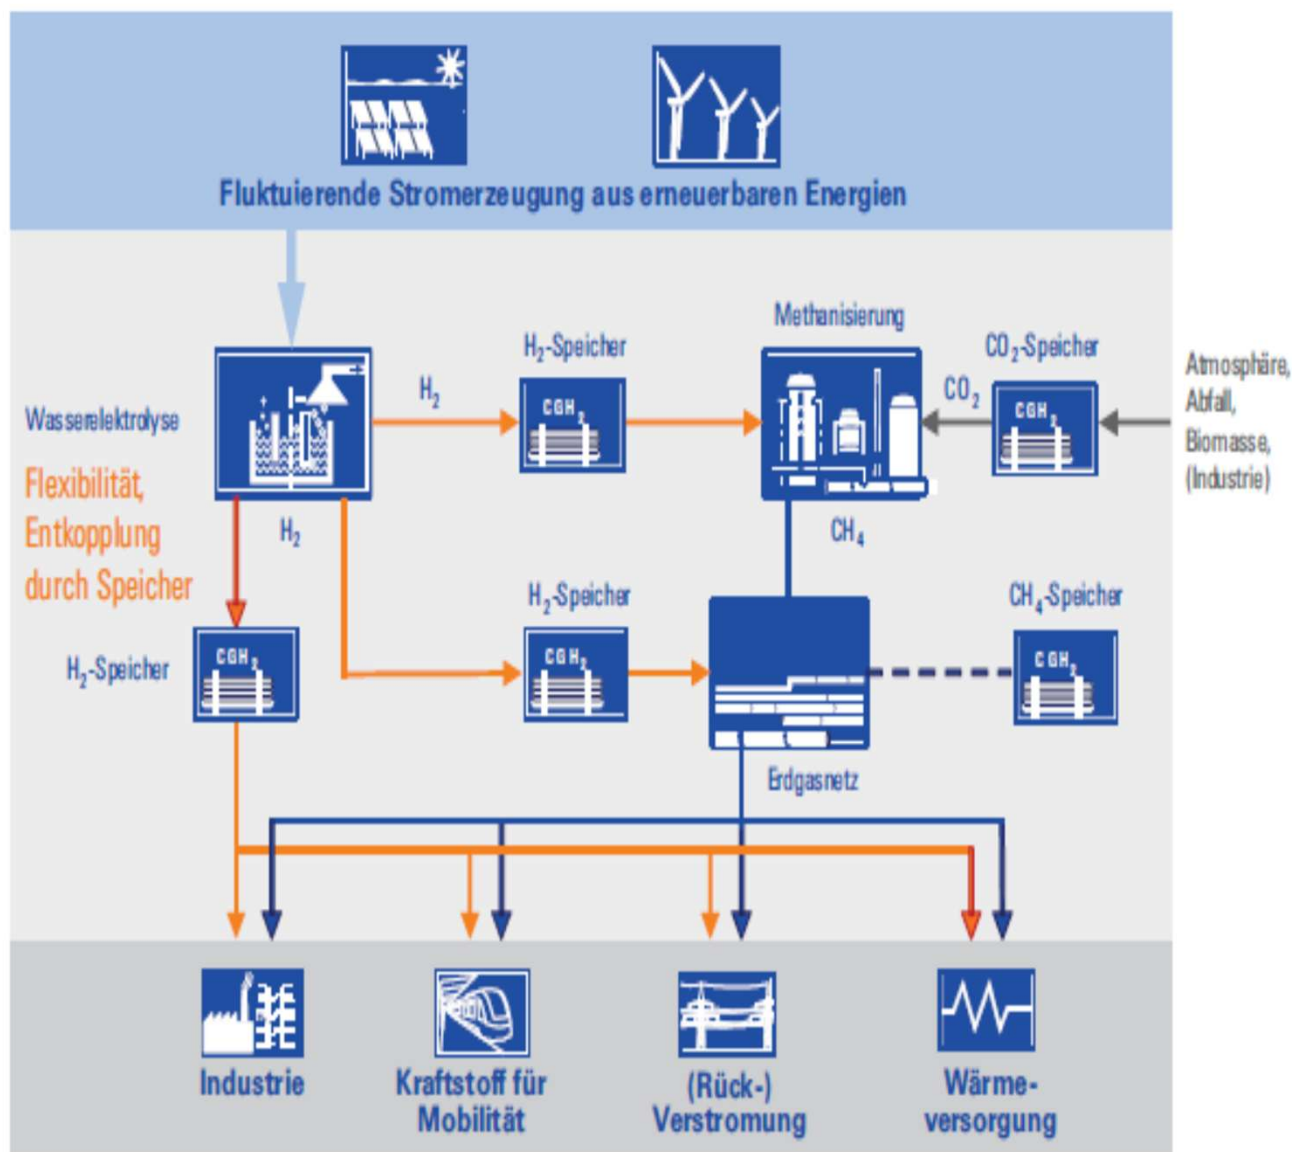 Fluktuierende Stromerzeugung aus erneuerbaren Energien
Methanisierung
H₂-Speicher
CO₂-Speicher
Atmosphäre,
Abfall,
Biomasse,
(Industrie)
H₂
CO₂
CGH₂
CGH₂
Wasserelektrolyse
Flexibilität,
Entkopplung
durch Speicher
H₂
CH₄
H₂-Speicher
CH₄-Speicher
H₂-Speicher
CGH₂
CGH₂
CGH₂
Erdgasnetz
Industrie
Kraftstoff für
Mobilität
(Rück-)
Verstromung
Wärme-
versorgung